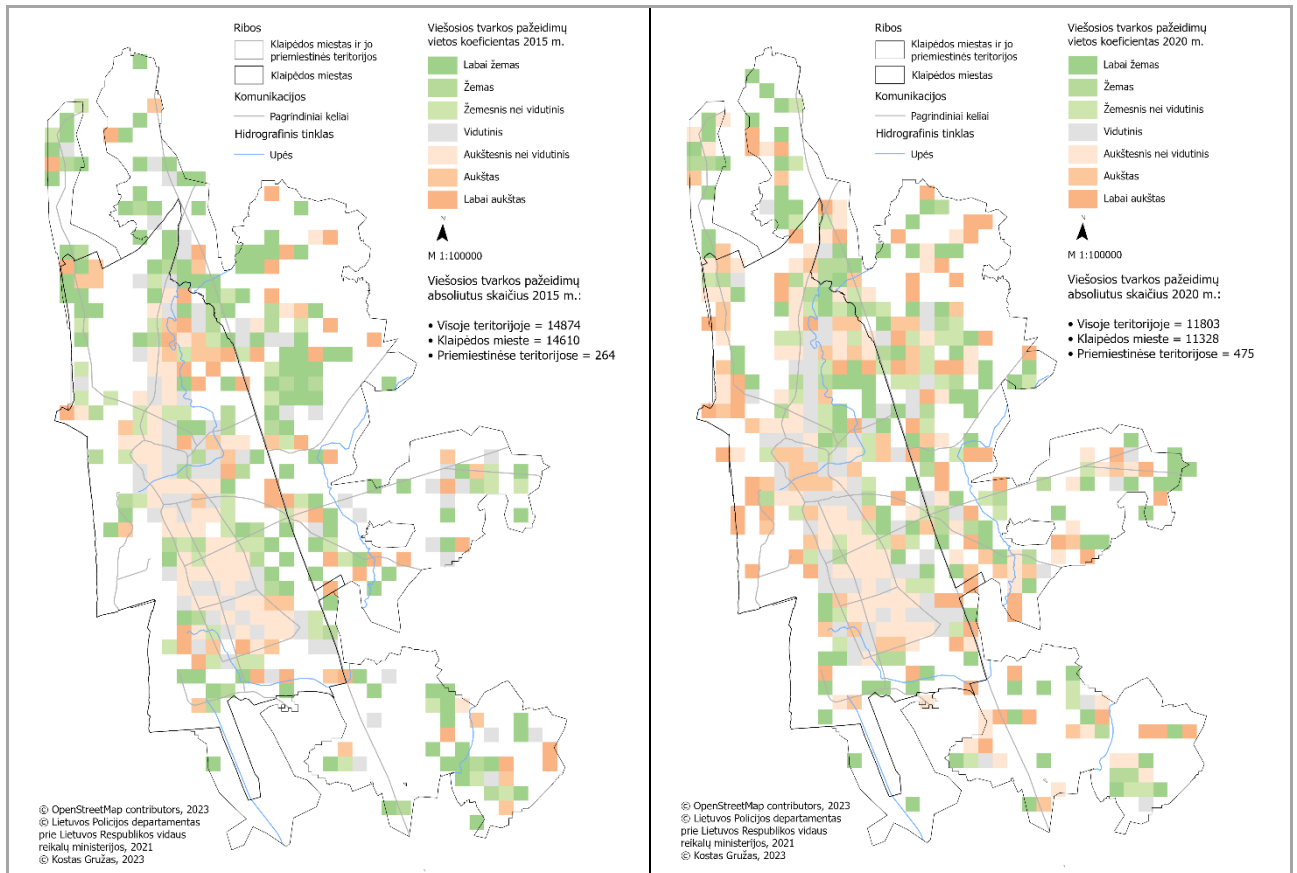 Ribos
Klaipėdos miestas ir jo
priemiestinės teritorijos
Klaipėdos miestas
Komunikacijos
Pagrindiniai keliai
Hidrografinis tinklas
Upės
Viešosios tvarkos pažeidimų
vietos koeficientas 2015 m.
Labai žemas
Žemas
Žemesnis nei vidutinis
Vidutinis
Aukštesnis nei vidutinis
Aukštas
Labai aukštas
N
M 1:100000
Viešosios tvarkos pažeidimų
absoliutus skaičius 2015 m.:
• Visoje teritorijoje = 14874
• Klaipėdos mieste = 14610
• Priemiestinėse teritorijose = 264
© OpenStreetMap contributors, 2023
© Lietuvos Policijos departamentas
prie Lietuvos Respublikos vidaus
reikalų ministerijos, 2021
© Kostas Gružas, 2023
Ribos
Klaipėdos miestas ir jo
priemiestinės teritorijos
Klaipėdos miestas
Komunikacijos
Pagrindiniai keliai
Hidrografinis tinklas
Upės
Viešosios tvarkos pažeidimų
vietos koeficientas 2020 m.
Labai žemas
Žemas
Žemesnis nei vidutinis
Vidutinis
Aukštesnis nei vidutinis
Aukštas
Labai aukštas
N
M 1:100000
Viešosios tvarkos pažeidimų
absoliutus skaičius 2020 m.:
• Visoje teritorijoje = 11803
• Klaipėdos mieste = 11328
• Priemiestinėse teritorijose = 475
© OpenStreetMap contributors, 2023
© Lietuvos Policijos departamentas
prie Lietuvos Respublikos vidaus
reikalų ministerijos, 2021
© Kostas Gružas, 2023